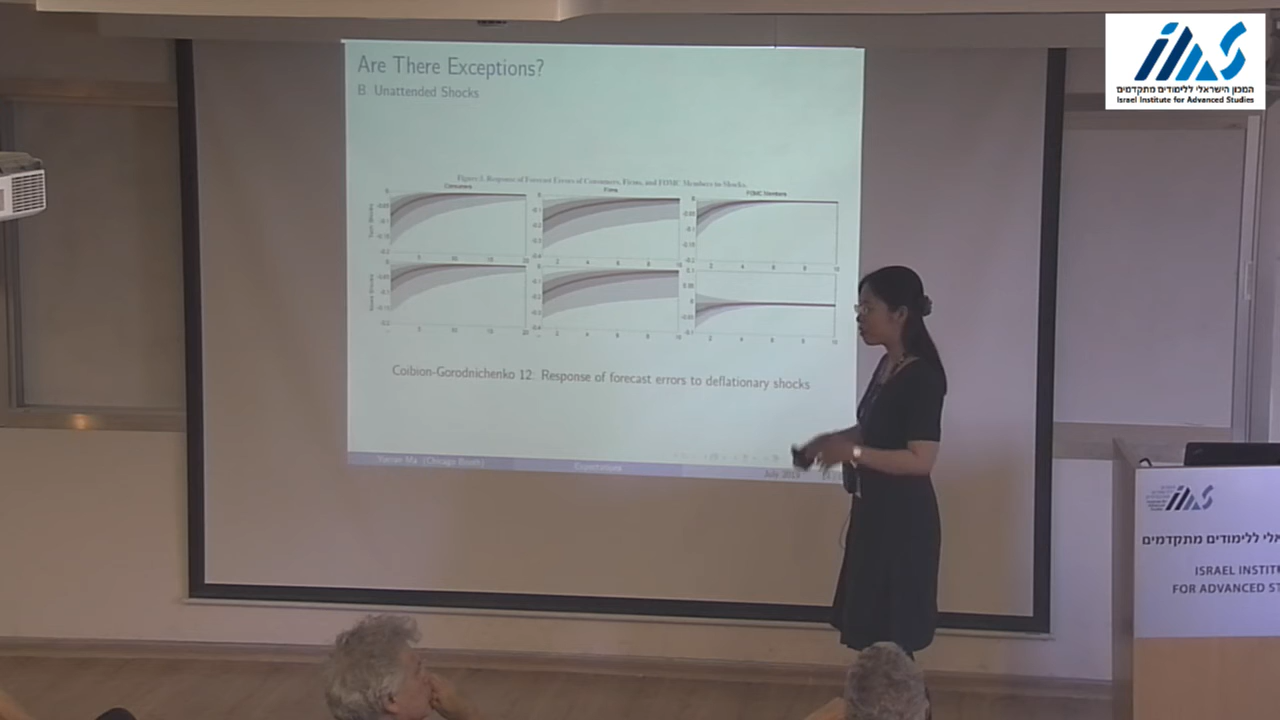 Are There Exceptions?
B. Unattended Shocks
Figure 5. Response of Forecast Errors of Consumers, Firms, and FOMC Members to Shocks.
Consumers
Firms
FOMC Members
Coibion-Gorodnichenko 12: Response of forecast errors to deflationary shocks
Yueran Ma (Chicago Booth)
Expectations
July 2019
המכון הישראלי ללימודים מתקדמים
Israel Institute for Advanced Studies
ללימודים מתקדמים
ISRAEL
FOR ADVANCED